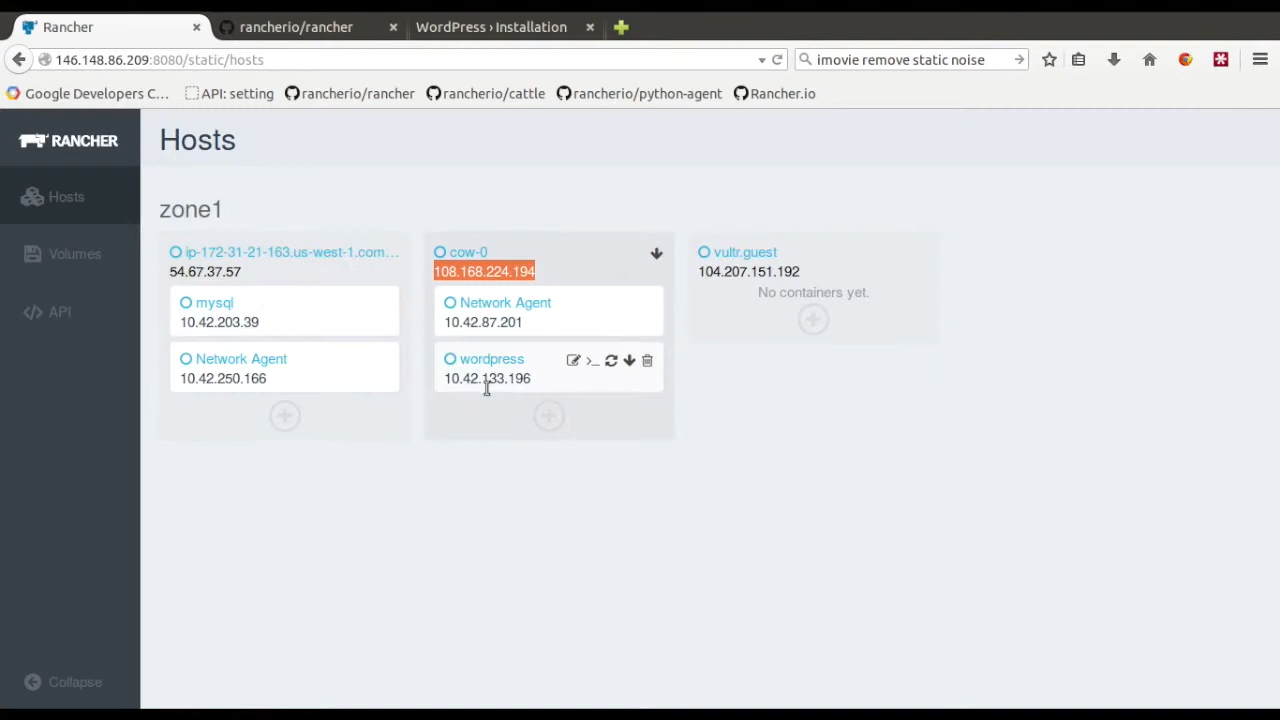 Rancher
rancherio/rancher
WordPress › Installation
146.148.86.209:8080/static/hosts
imovie remove static noise
Google Developers C...
API: setting
rancherio/rancher
rancherio/cattle
rancherio/python-agent
Rancher.io
RANCHER
Hosts
Volumes
API
Collapse
Hosts
zone1
ip-172-31-21-163.us-west-1.com...
54.67.37.57
mysql
10.42.203.39
Network Agent
10.42.250.166
cow-0
108.168.224.194
Network Agent
10.42.87.201
wordpress
10.42.133.196
vultr.guest
104.207.151.192
No containers yet.